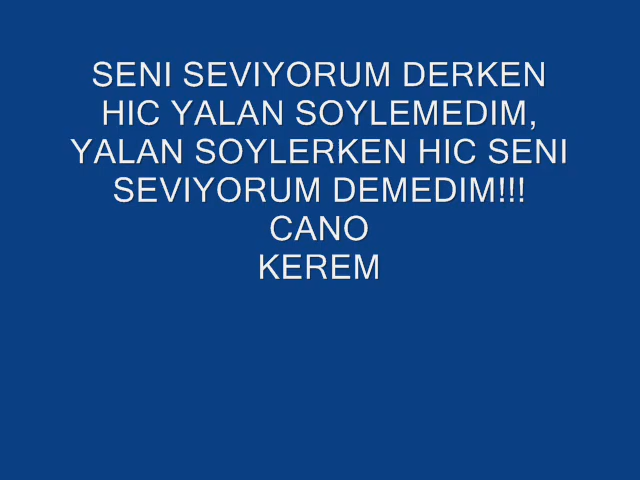 SENI SEVIYORUM DERKEN
HIC YALAN SOYLEMEDIM,
YALAN SOYLERKEN HIC SENI
SEVIYORUM DEMEDIM!!!
CANO
KEREM